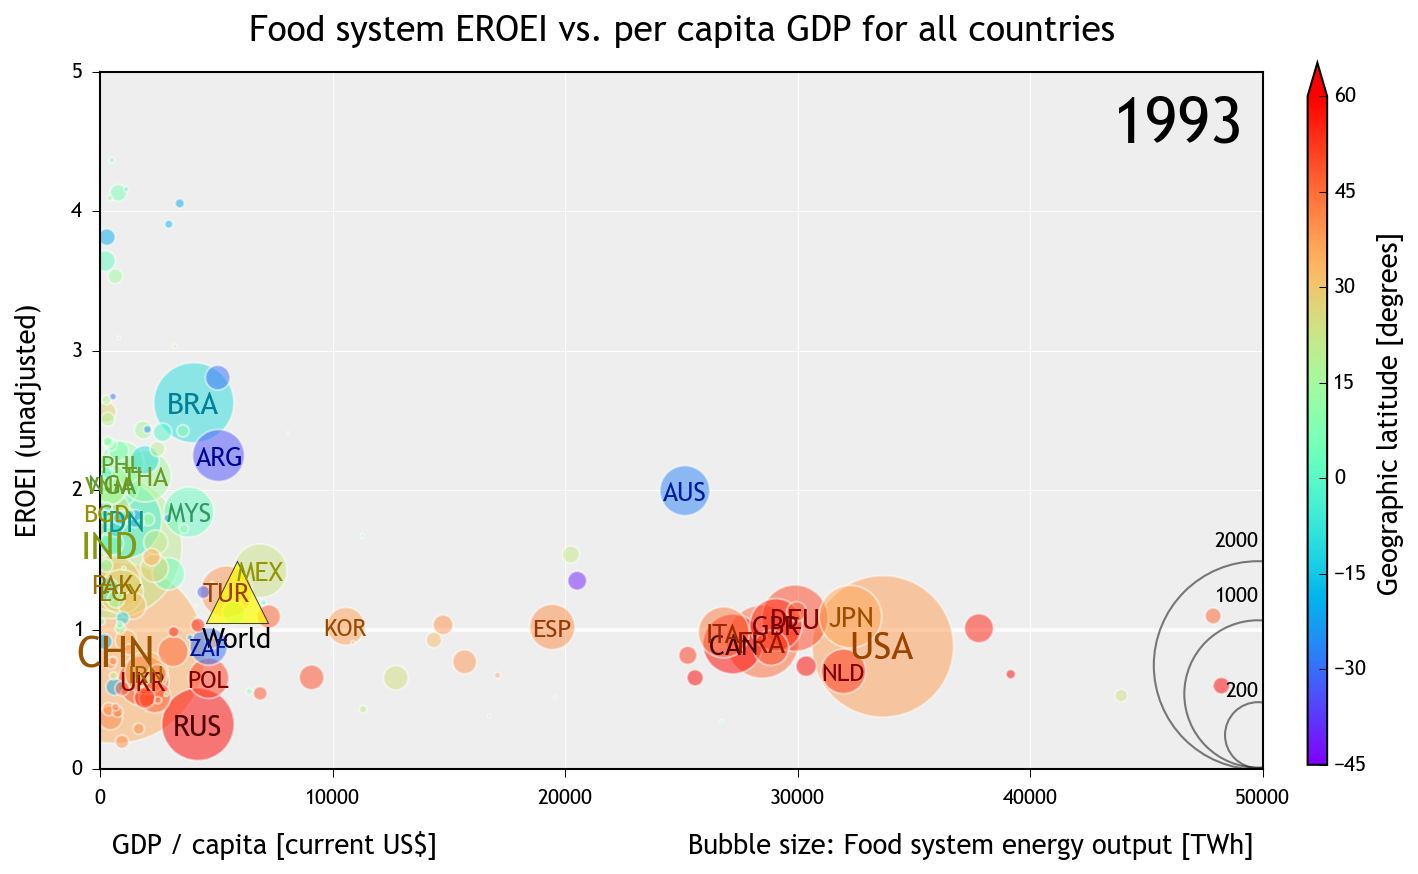 Food system EROEI vs. per capita GDP for all countries
1993
EROEI (unadjusted)
5
4
3
2
1
0
BRA
ARG
PHL
THA
AUS
MYS
BGD
IDN
IND
MEX
PAK
EGY
TUR
World
KOR
ESP
ITA
GBR
DEU
JPN
CHN
ZAF
CAN
FRA
USA
UKR
POL
NLD
RUS
2000
1000
200
0
10000
20000
30000
40000
50000
GDP / capita [current US$]
Bubble size: Food system energy output [TWh]
60
45
30
15
0
−15
−30
−45
Geographic latitude [degrees]